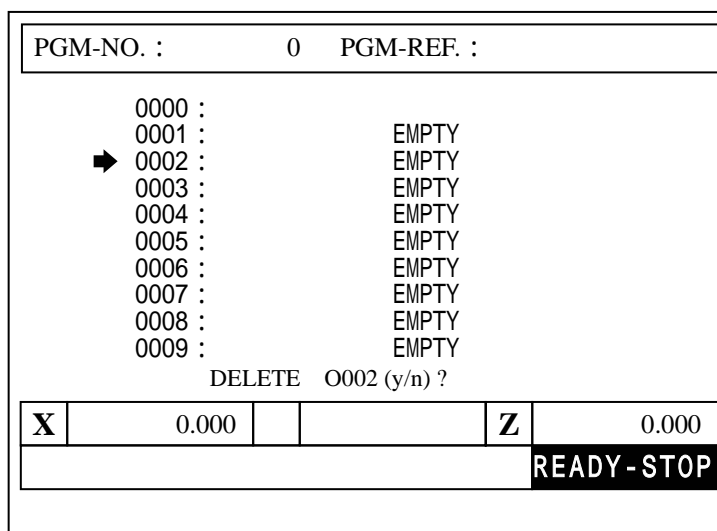 PGM-NO. : 0 PGM-REF. :
0000 :
0001 : EMPTY
0002 : EMPTY
0003 : EMPTY
0004 : EMPTY
0005 : EMPTY
0006 : EMPTY
0007 : EMPTY
0008 : EMPTY
0009 : EMPTY
DELETE O002 (y/n) ?
X 0.000 Z 0.000
READY-STOP